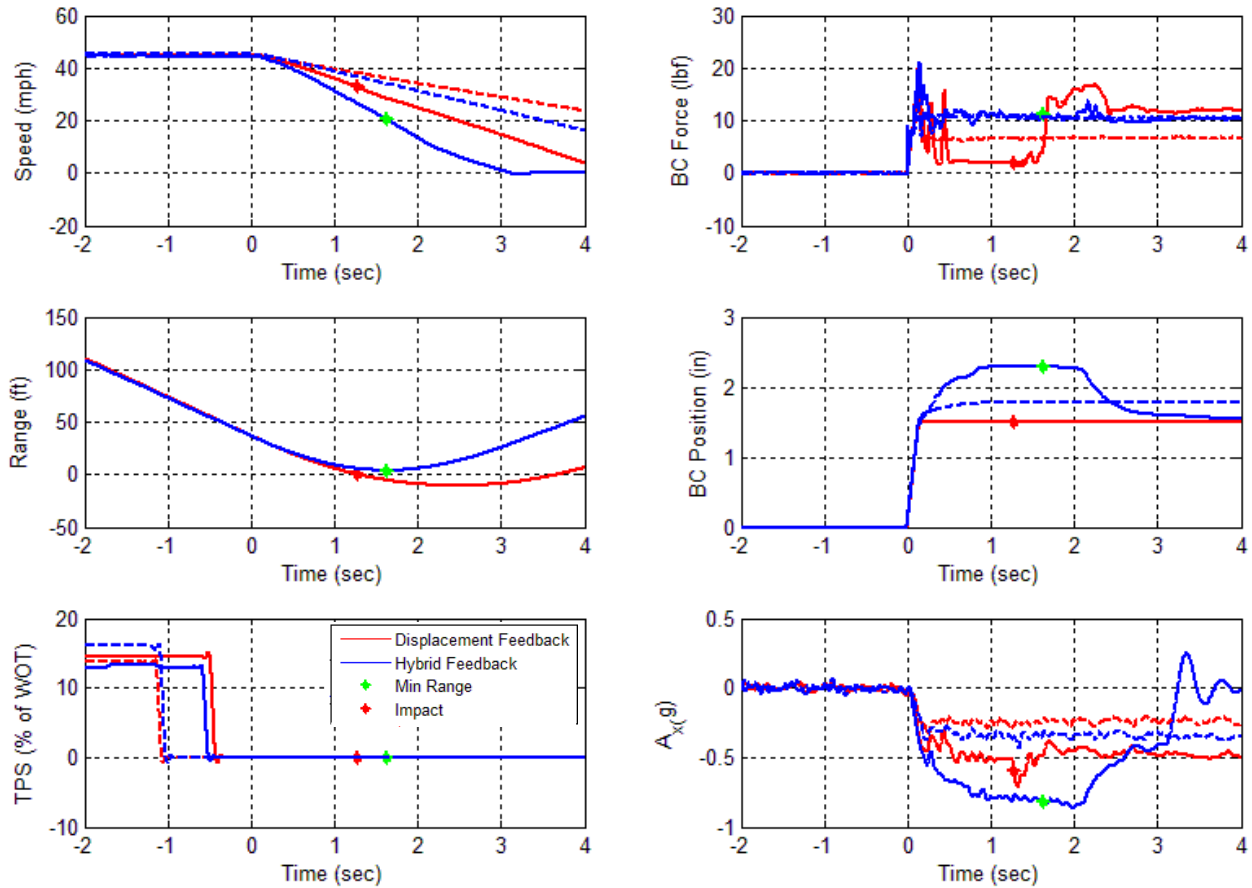 60
40
20
0
-20
Speed (mph)
-2 -1 0 1 2 3 4
Time (sec)
30
20
10
0
-10
BC Force (lbf)
-2 -1 0 1 2 3 4
Time (sec)
150
100
50
0
-50
Range (ft)
-2 -1 0 1 2 3 4
Time (sec)
3
2
1
0
BC Position (in)
-2 -1 0 1 2 3 4
Time (sec)
20
10
0
-10
TPS (% of WOT)
Displacement Feedback
Hybrid Feedback
Min Range
Impact
-2 -1 0 1 2 3 4
Time (sec)
0.5
0
-0.5
-1
Ax(g)
-2 -1 0 1 2 3 4
Time (sec)